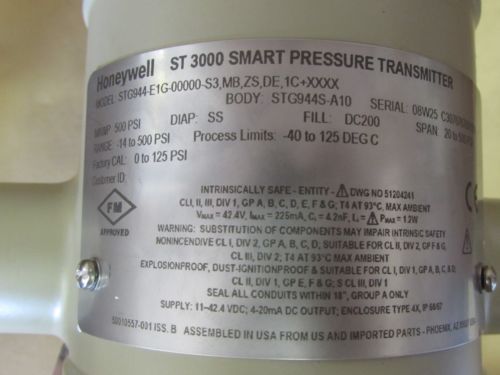 Honeywell ST 3000 SMART PRESSURE TRANSMITTER
MODEL: STG944-E1G-00000-S3,MB,ZS,DE,1C+XXXX
BODY: STG944S-A10 SERIAL: 08W25
MAWP 500 PSI DIAP: SS FILL: DC200 SPAN: 20 to 500
RANGE -14 to 500 PSI Process Limits: -40 to 125 DEG C
Factory CAL: 0 to 125 PSI
Customer ID:
INTRINSICALLY SAFE - ENTITY - DWG NO 51204241
CLI, II, III, DIV 1, GP A, B, C, D, E, F & G; T4 AT 93°C MAX AMBIENT
VMAX = 42.4V, IMAX = 225mA, Ci = 4.2nF, Li = PMAX = 1.2W
WARNING: SUBSTITUTION OF COMPONENTS MAY IMPAIR INTRINSIC SAFETY
NONINCENDIVE CL I, DIV 2, GP A, B, C, D; SUITABLE FOR CL II, DIV 2, GP F& G,
CL III, DIV 2; T4 AT 93°C MAX AMBIENT
EXPLOSIONPROOF, DUST-IGNITIONPROOF & SUITABLE FOR CL I, DIV 1, GP A, B, C & D;
CL II, DIV 1, GP E, F & G; S CL III, DIV 1
SEAL ALL CONDUITS WITHIN 18", GROUP A ONLY
SUPPLY: 11-42.4 VDC; 4-20mA DC OUTPUT; ENCLOSURE TYPE 4X, IP 66/67
50010557-001 ISS. B ASSEMBLED IN USA FROM US AND IMPORTED PARTS - PHOENIX, AZ
FM
APPROVED
CE